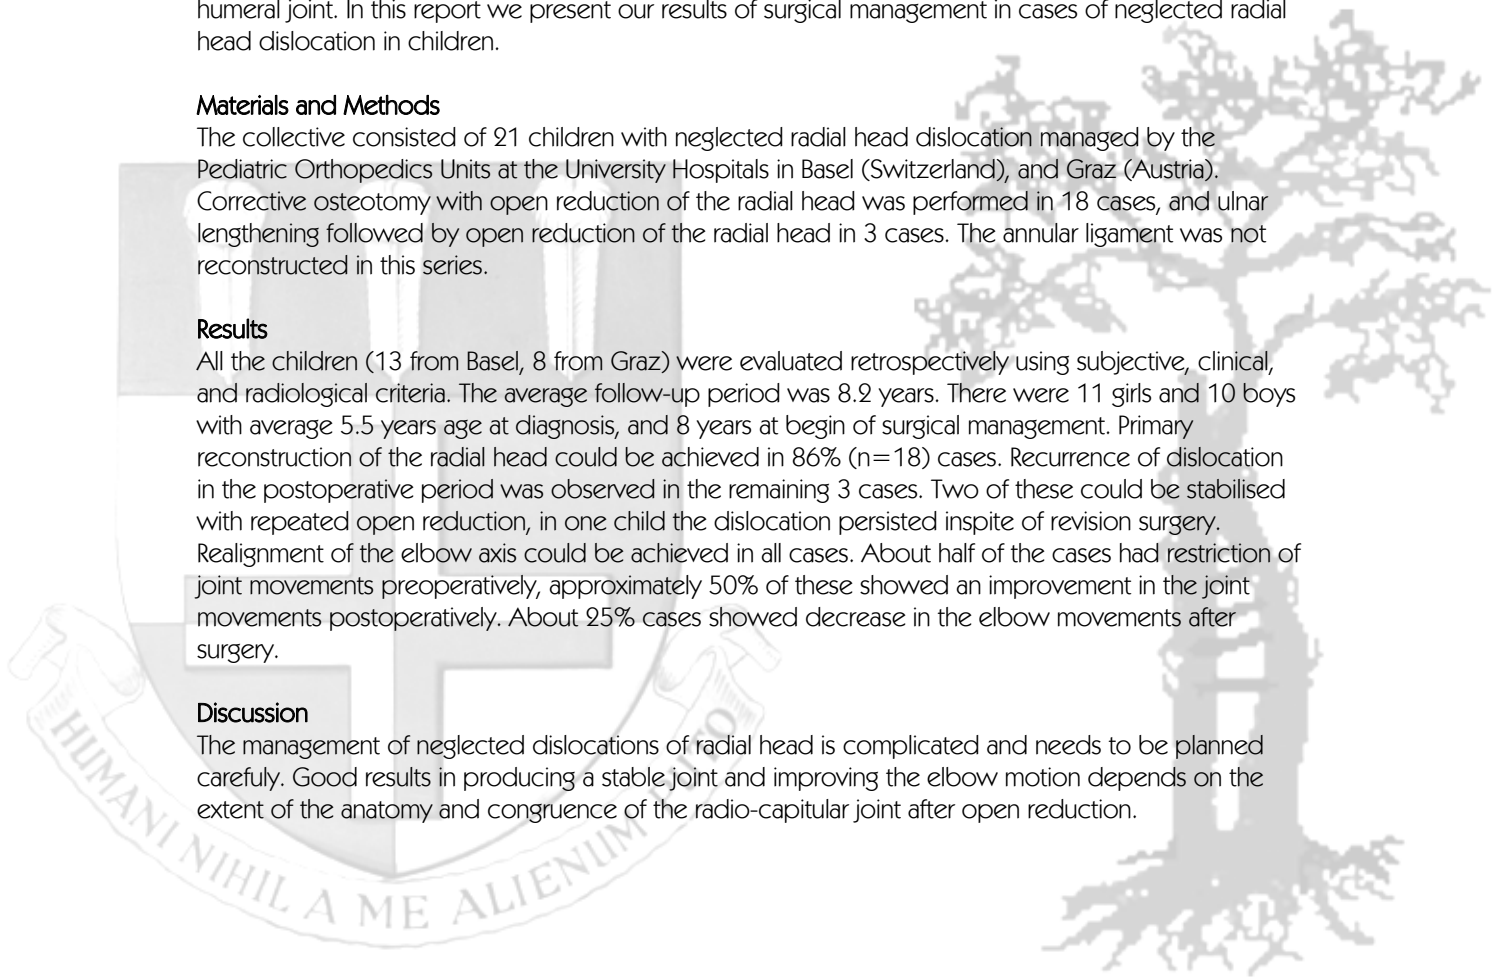 humeral joint. In this report we present our results of surgical management in cases of neglected radial
head dislocation in children.
Materials and Methods
The collective consisted of 21 children with neglected radial head dislocation managed by the
Pediatric Orthopedics Units at the University Hospitals in Basel (Switzerland), and Graz (Austria).
Corrective osteotomy with open reduction of the radial head was performed in 18 cases, and ulnar
lengthening followed by open reduction of the radial head in 3 cases. The annular ligament was not
reconstructed in this series.
Results
All the children (13 from Basel, 8 from Graz) were evaluated retrospectively using subjective, clinical,
and radiological criteria. The average follow-up period was 8.2 years. There were 11 girls and 10 boys
with average 5.5 years age at diagnosis, and 8 years at begin of surgical management. Primary
reconstruction of the radial head could be achieved in 86% (n=18) cases. Recurrence of dislocation
in the postoperative period was observed in the remaining 3 cases. Two of these could be stabilised
with repeated open reduction, in one child the dislocation persisted inspite of revision surgery.
Realignment of the elbow axis could be achieved in all cases. About half of the cases had restriction of
joint movements preoperatively, approximately 50% of these showed an improvement in the joint
movements postoperatively. About 25% cases showed decrease in the elbow movements after
surgery.
Discussion
The management of neglected dislocations of radial head is complicated and needs to be planned
carefuly. Good results in producing a stable joint and improving the elbow motion depends on the
extent of the anatomy and congruence of the radio-capitular joint after open reduction.
HUMANI NIHIL A ME ALIENUM PUTO